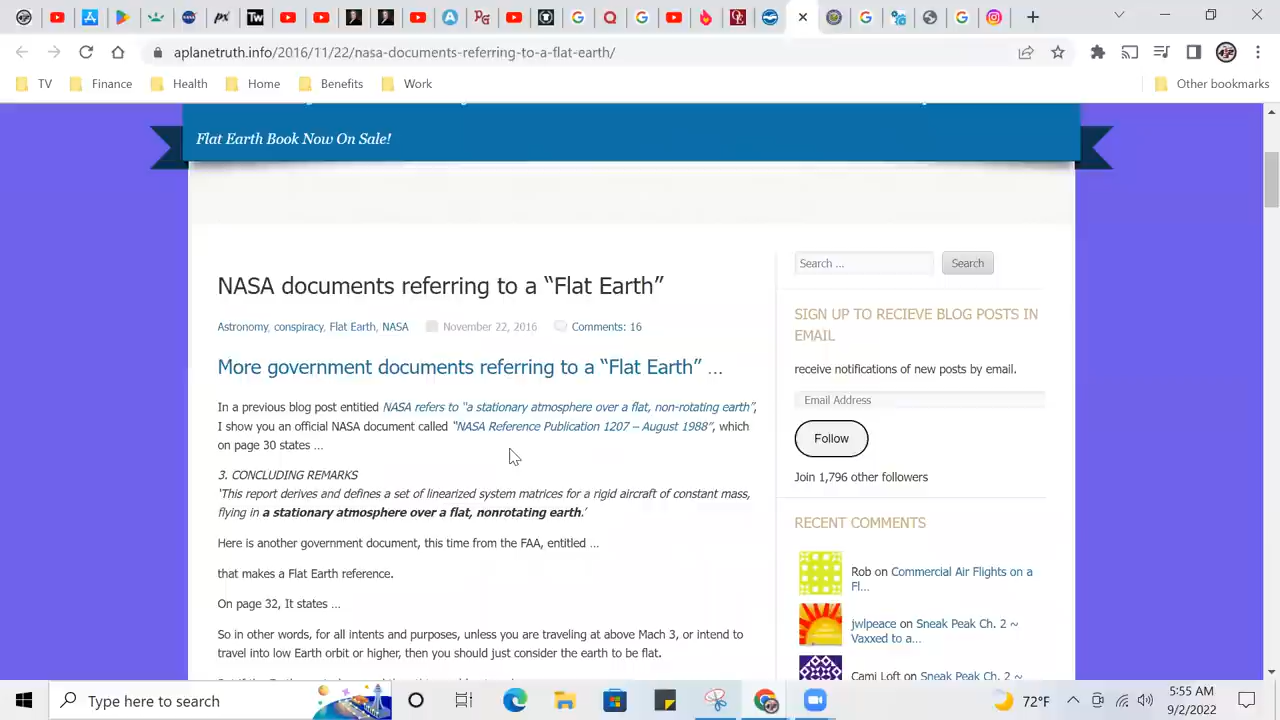 aplanetruth.info/2016/11/22/nasa-documents-referring-to-a-flat-earth/
TV
Finance
Health
Home
Benefits
Work
Other bookmarks
Flat Earth Book Now On Sale!
NASA documents referring to a “Flat Earth”
Astronomy, conspiracy, Flat Earth, NASA
November 22, 2016
Comments: 16
More government documents referring to a “Flat Earth” …
In a previous blog post entitled NASA refers to “a stationary atmosphere over a flat, non-rotating earth”,
I show you an official NASA document called “NASA Reference Publication 1207 – August 1988”, which
on page 30 states …
3. CONCLUDING REMARKS
‘This report derives and defines a set of linearized system matrices for a rigid aircraft of constant mass,
flying in a stationary atmosphere over a flat, nonrotating earth.’
Here is another government document, this time from the FAA, entitled …
that makes a Flat Earth reference.
On page 32, It states …
So in other words, for all intents and purposes, unless you are traveling at above Mach 3, or intend to
travel into low Earth orbit or higher, then you should just consider the earth to be flat.
Search …
Search
SIGN UP TO RECIEVE BLOG POSTS IN
EMAIL
receive notifications of new posts by email.
Email Address
Follow
Join 1,796 other followers
RECENT COMMENTS
Rob on Commercial Air Flights on a
Fl…
jwlpeace on Sneak Peak Ch. 2 ~
Vaxxed to a…
Cami Loft on Sneak Peak Ch. 2 ~
Type here to search
72°F
5:55 AM
9/2/2022